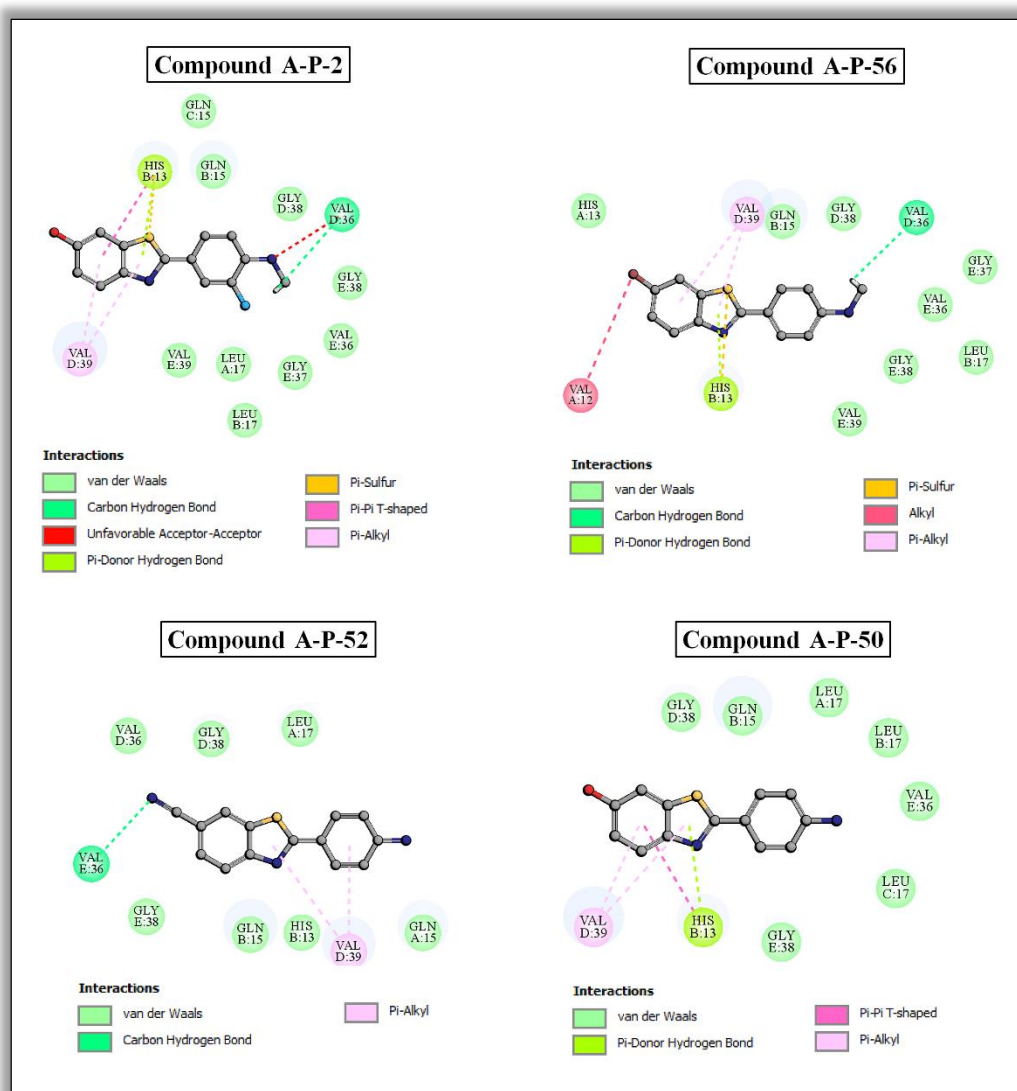 Compound A-P-2
GLN
C:15
HIS
B:13
GLN
B:15
GLY
D:38
VAL
D:36
GLY
E:38
VAL
D:39
VAL
E:39
LEU
A:17
GLY
E:37
VAL
E:36
LEU
B:17
Interactions
van der Waals
Carbon Hydrogen Bond
Unfavorable Acceptor-Acceptor
Pi-Donor Hydrogen Bond
Pi-Sulfur
Pi-Pi T-shaped
Pi-Alkyl
Compound A-P-56
HIS
A:13
VAL
D:39
GLN
B:15
GLY
D:38
VAL
D:36
GLY
E:37
VAL
E:36
LEU
B:17
GLY
E:38
VAL
A:12
HIS
B:13
VAL
E:39
Interactions
van der Waals
Carbon Hydrogen Bond
Pi-Donor Hydrogen Bond
Pi-Sulfur
Alkyl
Pi-Alkyl
Compound A-P-52
VAL
D:36
GLY
D:38
LEU
A:17
VAL
E:36
GLY
E:38
GLN
B:15
HIS
B:13
VAL
D:39
GLN
A:15
Interactions
van der Waals
Carbon Hydrogen Bond
Pi-Alkyl
Compound A-P-50
GLY
D:38
GLN
B:15
LEU
A:17
LEU
B:17
VAL
E:36
LEU
C:17
VAL
D:39
HIS
B:13
GLY
E:38
Interactions
van der Waals
Pi-Donor Hydrogen Bond
Pi-Pi T-shaped
Pi-Alkyl